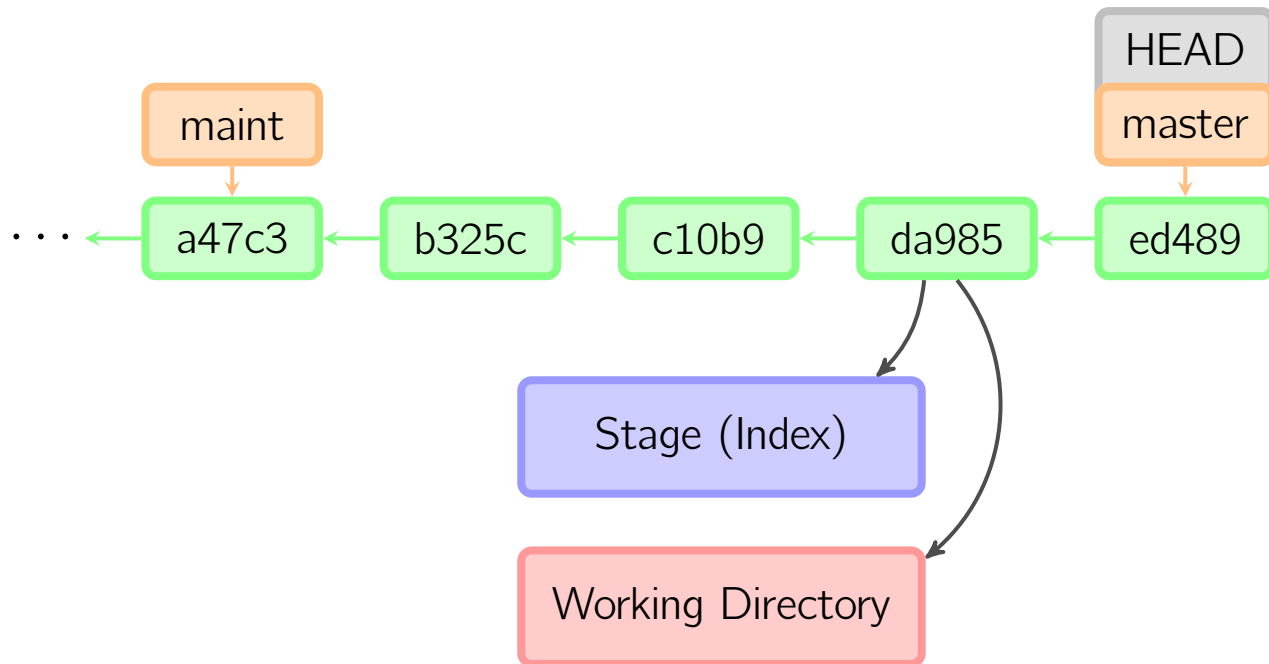 HEAD
maint
master
· · ·
a47c3
b325c
c10b9
da985
ed489
Stage (Index)
Working Directory